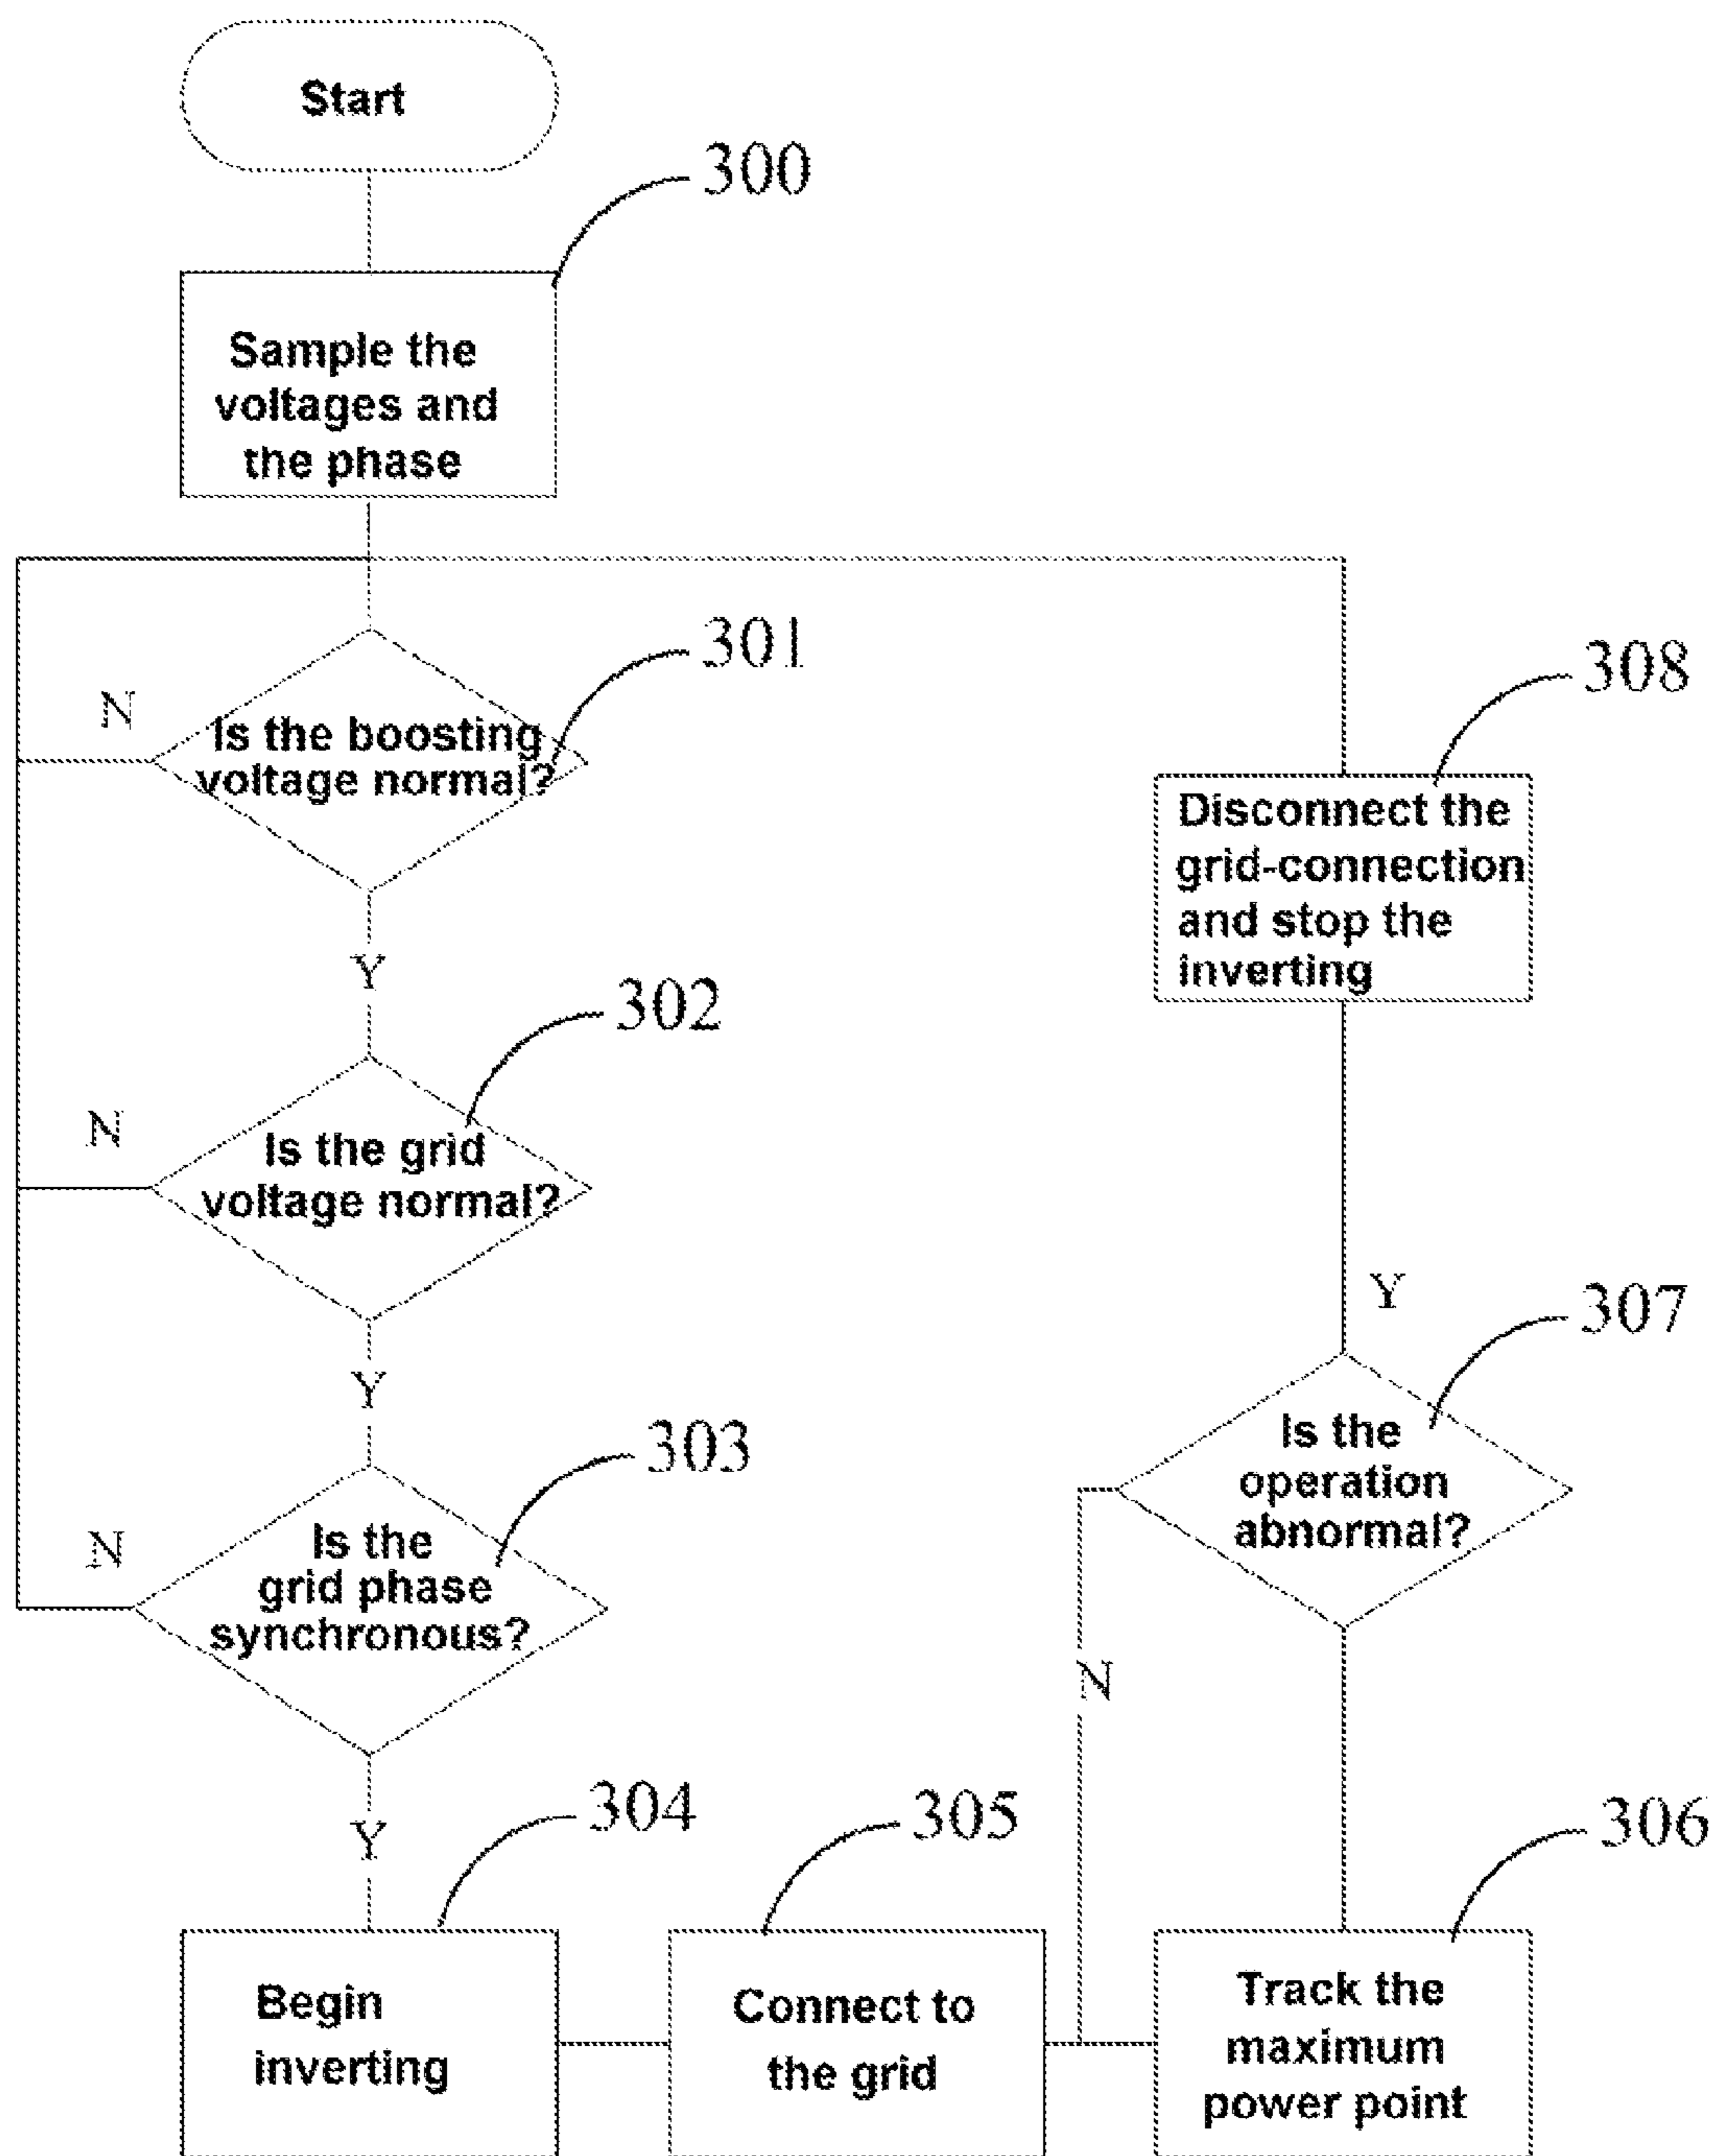 Start
300
Sample the
voltages and
the phase
301
N
Is the boosting
voltage normal?
Y
302
N
Is the grid
voltage normal?
Y
303
N
Is the
grid phase
synchronous?
Y
304
Begin
inverting
305
Connect to
the grid
306
Track the
maximum
power point
307
Is the
operation
abnormal?
N
Y
308
Disconnect the
grid-connection
and stop the
inverting